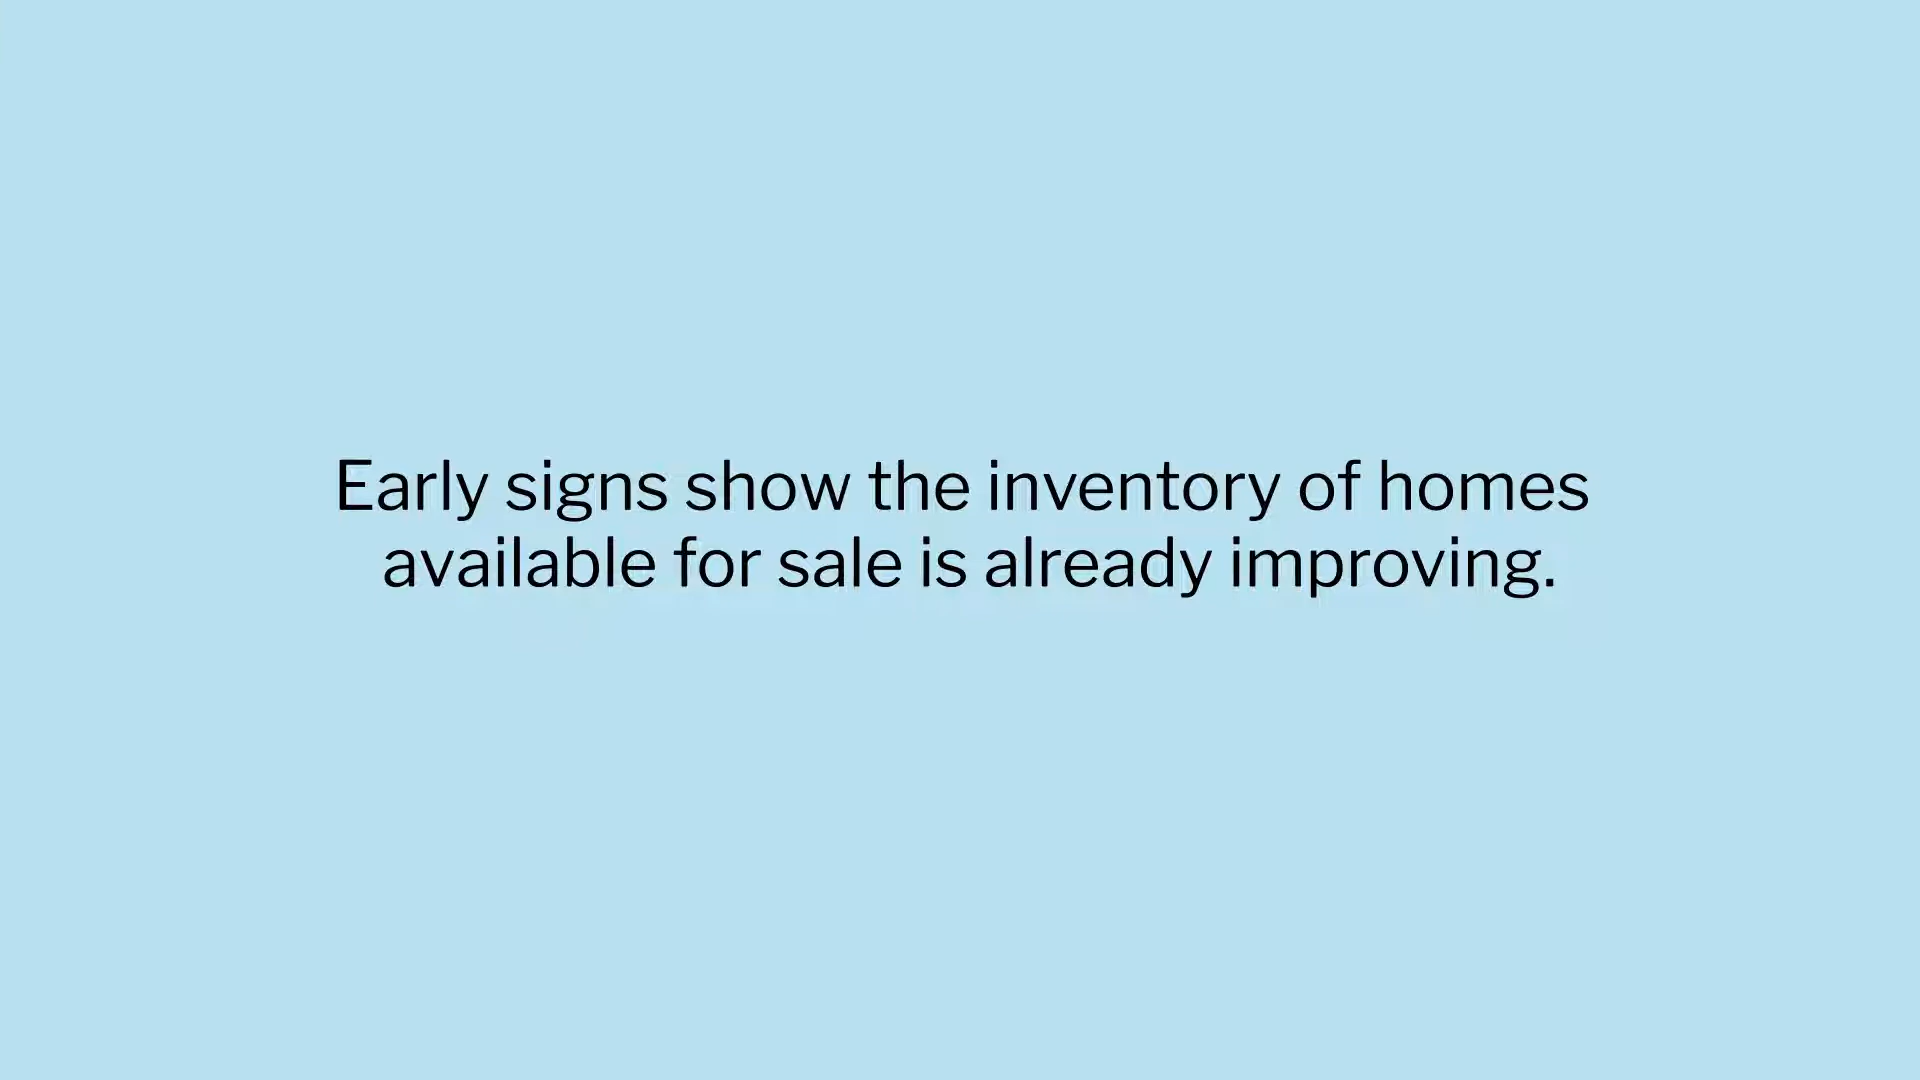 Early signs show the inventory of homes
available for sale is already improving.